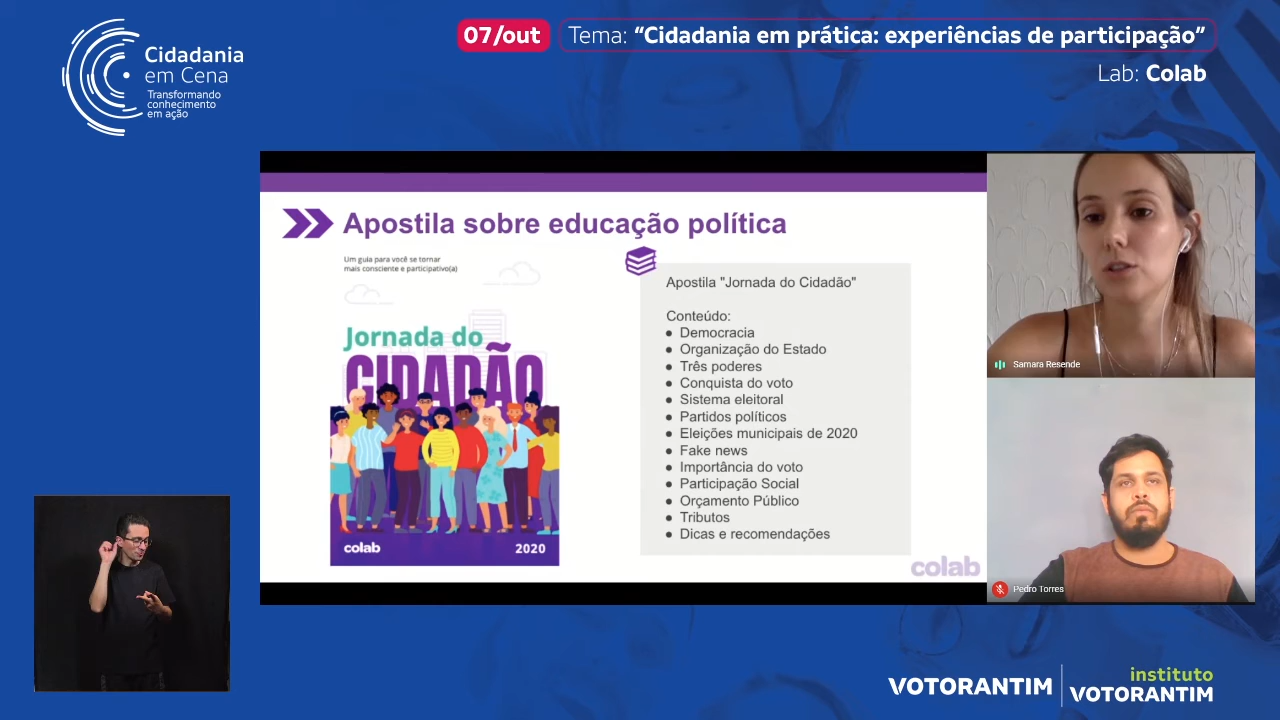 Cidadania
em Cena
Transformando
conhecimento
em ação
07/out
Tema: “Cidadania em prática: experiências de participação”
Lab: Colab
Apostila sobre educação política
Um guia para você se tornar
mais consciente e participativo(a)
Jornada do
CIDADÃO
colab
2020
Apostila "Jornada do Cidadão"
Conteúdo:
● Democracia
● Organização do Estado
● Três poderes
● Conquista do voto
● Sistema eleitoral
● Partidos políticos
● Eleições municipais de 2020
● Fake news
● Importância do voto
● Participação Social
● Orçamento Público
● Tributos
● Dicas e recomendações
colab
Samara Resende
Pedro Torres
VOTORANTIM
instituto
VOTORANTIM